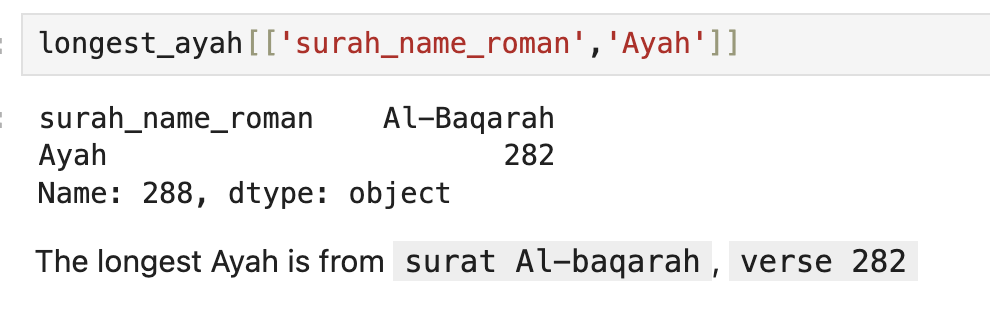 longest_ayah[['surah_name_roman','Ayah']]
surah_name_roman    Al-Baqarah
Ayah                       282
Name: 288, dtype: object
The longest Ayah is from surat Al-baqarah, verse 282